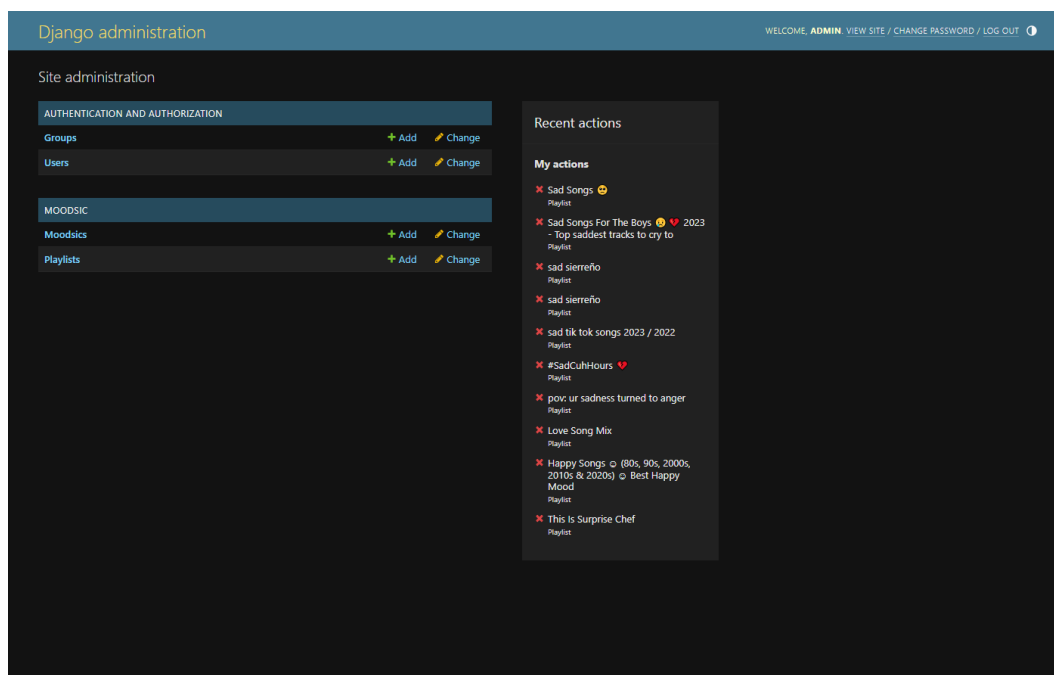 Django administration
WELCOME, ADMIN. VIEW SITE / CHANGE PASSWORD / LOG OUT
Site administration
AUTHENTICATION AND AUTHORIZATION
Groups Add Change
Users Add Change
MOODSIC
Moodsics Add Change
Playlists Add Change
Recent actions
My actions
Sad Songs 🥹
Playlist
Sad Songs For The Boys 😢 💔 2023
- Top saddest tracks to cry to
Playlist
sad sierreño
Playlist
sad sierreño
Playlist
sad tik tok songs 2023 / 2022
Playlist
#SadCuhHours 💔
Playlist
pov: ur sadness turned to anger
Playlist
Love Song Mix
Playlist
Happy Songs ☺ (80s, 90s, 2000s,
2010s & 2020s) ☺ Best Happy
Mood
Playlist
This Is Surprise Chef
Playlist